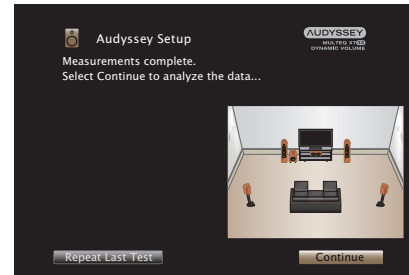 Audyssey Setup
AUDYSSEY
MULTEQ XT32
DYNAMIC VOLUME
Measurements complete.
Select Continue to analyze the data...
Repeat Last Test
Continue